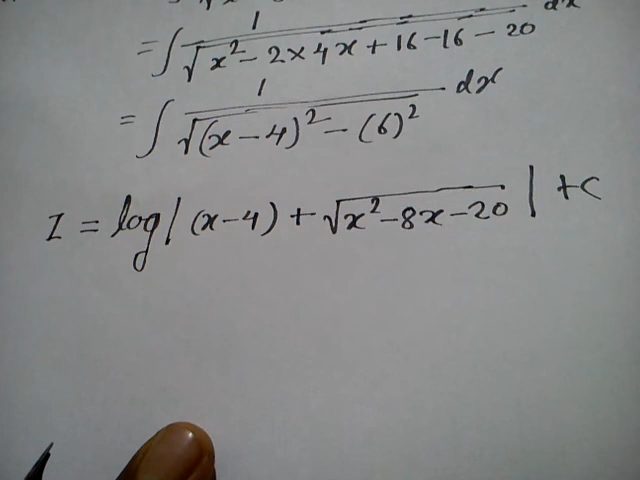 = ∫ 1/√(x² - 2×4x + 16 - 16 - 20) dx
= ∫ 1/√((x-4)² - (6)²) dx
I = log|(x-4) + √(x²-8x-20)| + c